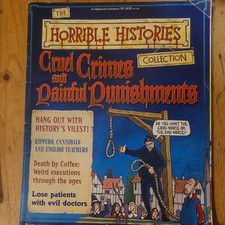 THE
HORRIBLE HISTORIES
COLLECTION
Cruel Crimes
and
Painful Punishments
HANG OUT WITH
HISTORY'S VILEST!
RIPPERS, CANNIBALS
AND ENGLISH TEACHERS
Death by Coffee:
Weird executions
through the ages
Lose patients
with evil doctors
DO YOU WANT THE
GOOD NOOSE, OR
THE BAD NOOSE?